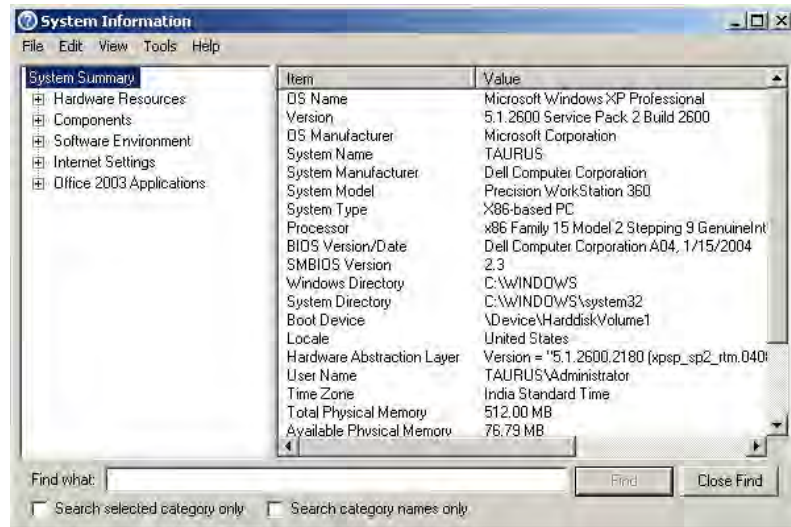 System Information
File Edit View Tools Help
System Summary
Hardware Resources
Components
Software Environment
Internet Settings
Office 2003 Applications
Item Value
OS Name Microsoft Windows XP Professional
Version 5.1.2600 Service Pack 2 Build 2600
OS Manufacturer Microsoft Corporation
System Name TAURUS
System Manufacturer Dell Computer Corporation
System Model Precision WorkStation 360
System Type X86-based PC
Processor x86 Family 15 Model 2 Stepping 9 GenuineInt
BIOS Version/Date Dell Computer Corporation A04, 1/15/2004
SMBIOS Version 2.3
Windows Directory C:\WINDOWS
System Directory C:\WINDOWS\system32
Boot Device \Device\HarddiskVolume1
Locale United States
Hardware Abstraction Layer Version = "5.1.2600.2180 (xpsp_sp2_rtm.040
User Name TAURUS\Administrator
Time Zone India Standard Time
Total Physical Memory 512.00 MB
Available Physical Memory 76.79 MB
Find what: Find Close Find
Search selected category only Search category names only